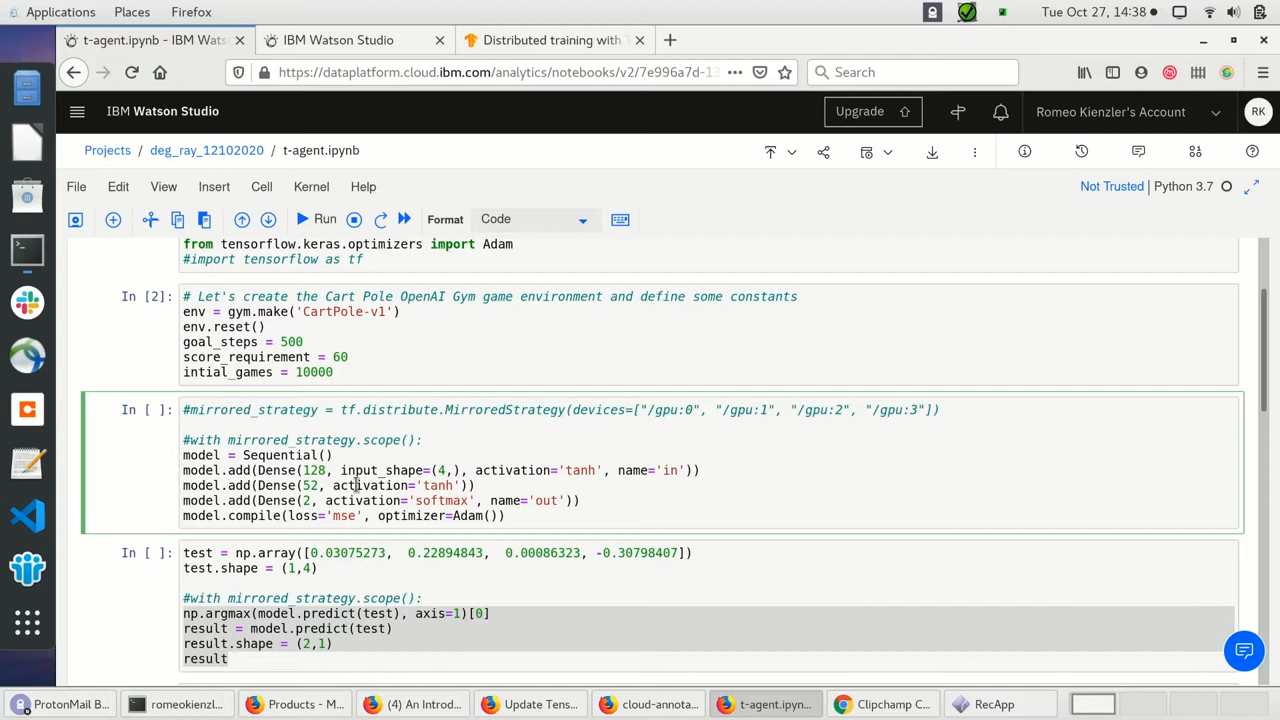 Applications Places Firefox Tue Oct 27, 14:38
t-agent.ipynb - IBM Wats IBM Watson Studio Distributed training with T
https://dataplatform.cloud.ibm.com/analytics/notebooks/v2/7e996a7d-13 Search
IBM Watson Studio Upgrade Romeo Kienzler's Account RK
Projects / deg_ray_12102020 / t-agent.ipynb
File Edit View Insert Cell Kernel Help Not Trusted | Python 3.7
Run Format Code
from tensorflow.keras.optimizers import Adam
#import tensorflow as tf
In [2]: # Let's create the Cart Pole OpenAI Gym game environment and define some constants
env = gym.make('CartPole-v1')
env.reset()
goal_steps = 500
score_requirement = 60
intial_games = 10000
In [ ]: #mirrored_strategy = tf.distribute.MirroredStrategy(devices=["/gpu:0", "/gpu:1", "/gpu:2", "/gpu:3"])
#with mirrored_strategy.scope():
model = Sequential()
model.add(Dense(128, input_shape=(4,), activation='tanh', name='in'))
model.add(Dense(52, activation='tanh'))
model.add(Dense(2, activation='softmax', name='out'))
model.compile(loss='mse', optimizer=Adam())
In [ ]: test = np.array([0.03075273, 0.22894843, 0.00086323, -0.30798407])
test.shape = (1,4)
#with mirrored_strategy.scope():
np.argmax(model.predict(test), axis=1)[0]
result = model.predict(test)
result.shape = (2,1)
result
ProtonMail B... romeokienzl... Products - M... (4) An Introd... Update Tens... cloud-annota... t-agent.ipyn... Clipchamp C... RecApp